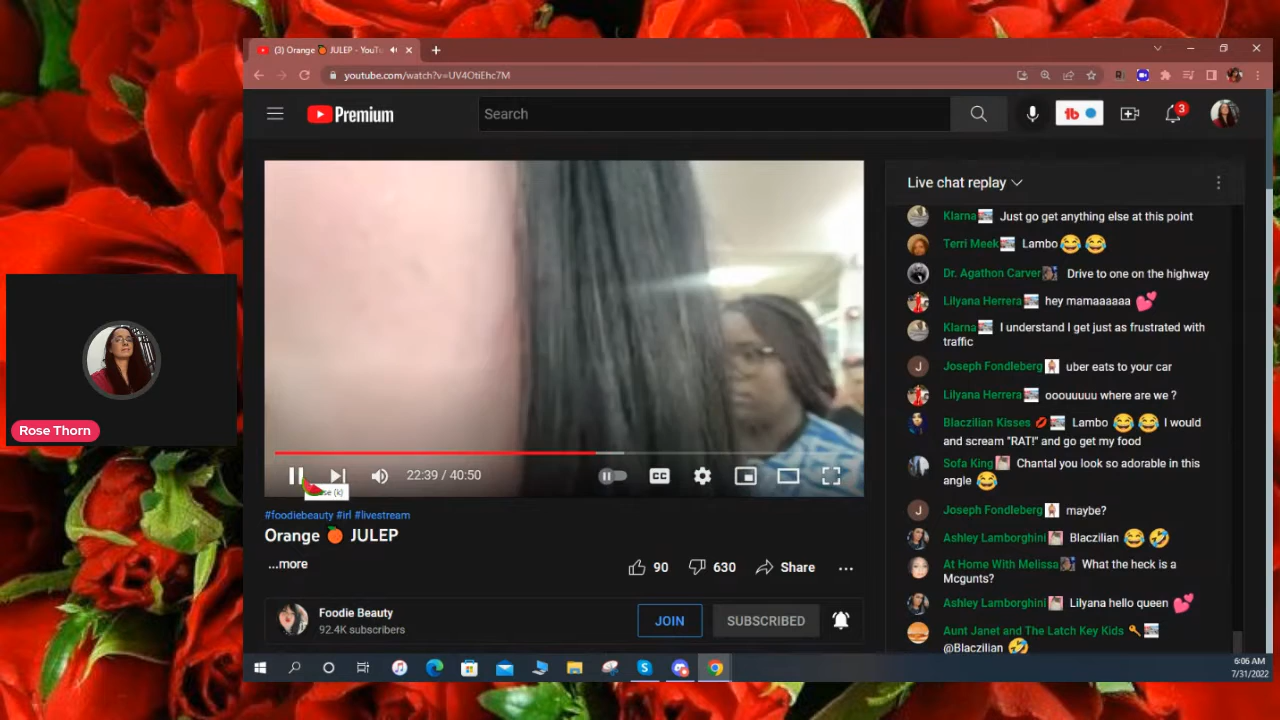 (3) Orange 🍊 JULEP - YouTu
youtube.com/watch?v=UV4OtiEhc7M
Premium
Search
3
Live chat replay
Klarna Just go get anything else at this point
Terri Meek Lambo 😂 😂
Dr. Agathon Carver Drive to one on the highway
Lilyana Herrera hey mamaaaaaa 💕
Klarna I understand I get just as frustrated with
traffic
Joseph Fondleberg uber eats to your car
Lilyana Herrera ooouuuuu where are we ?
Blaczilian Kisses 💋 Lambo 😂 😂 I would
and scream "RAT!" and go get my food
Sofa King Chantal you look so adorable in this
angle 😂
Joseph Fondleberg maybe?
Ashley Lamborghini Blaczilian 😂 🤣
At Home With Melissa What the heck is a
Mcgunts?
Ashley Lamborghini Lilyana hello queen 💕
Aunt Janet and The Latch Key Kids 🔑
@Blaczilian 🤣
Rose Thorn
22:39 / 40:50
CC
(k)
#foodiebeauty #irl #livestream
Orange 🍊 JULEP
...more
90
630
Share
Foodie Beauty
92.4K subscribers
JOIN
SUBSCRIBED
6:06 AM
7/31/2022